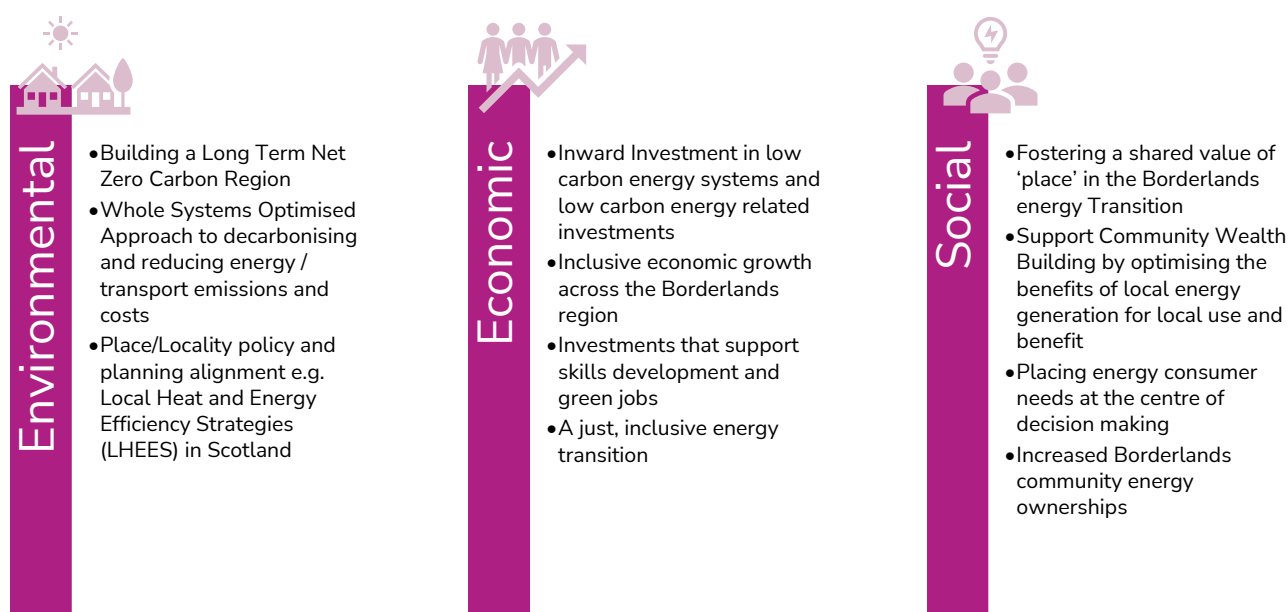 Environmental
•Building a Long Term Net
Zero Carbon Region
•Whole Systems Optimised
Approach to decarbonising
and reducing energy /
transport emissions and
costs
•Place/Locality policy and
planning alignment e.g.
Local Heat and Energy
Efficiency Strategies
(LHEES) in Scotland
Economic
•Inward Investment in low
carbon energy systems and
low carbon energy related
investments
•Inclusive economic growth
across the Borderlands
region
•Investments that support
skills development and
green jobs
•A just, inclusive energy
transition
Social
•Fostering a shared value of
‘place’ in the Borderlands
energy Transition
•Support Community Wealth
Building by optimising the
benefits of local energy
generation for local use and
benefit
•Placing energy consumer
needs at the centre of
decision making
•Increased Borderlands
community energy
ownerships